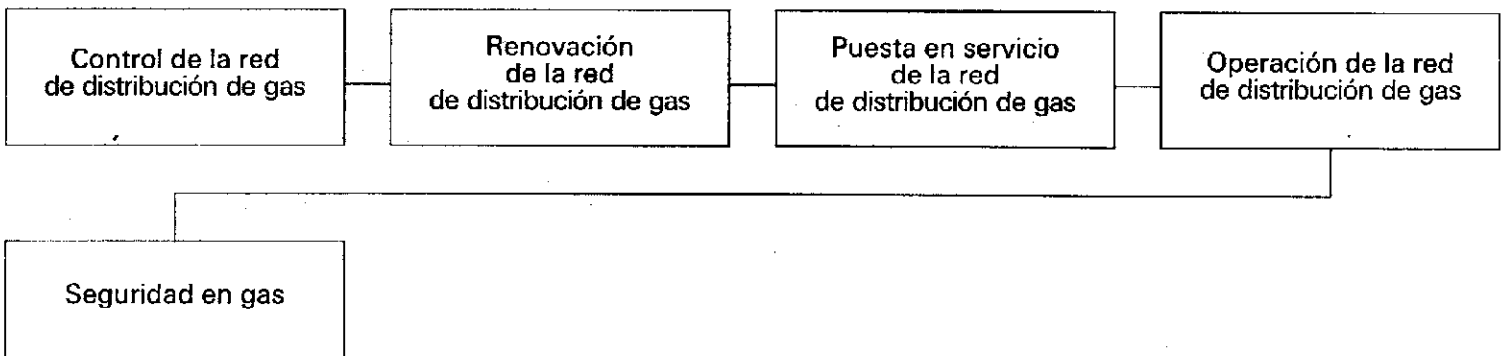 Control de la red
de distribución de gas
Renovación
de la red
de distribución de gas
Puesta en servicio
de la red
de distribución de gas
Operación de la red
de distribución de gas
Seguridad en gas